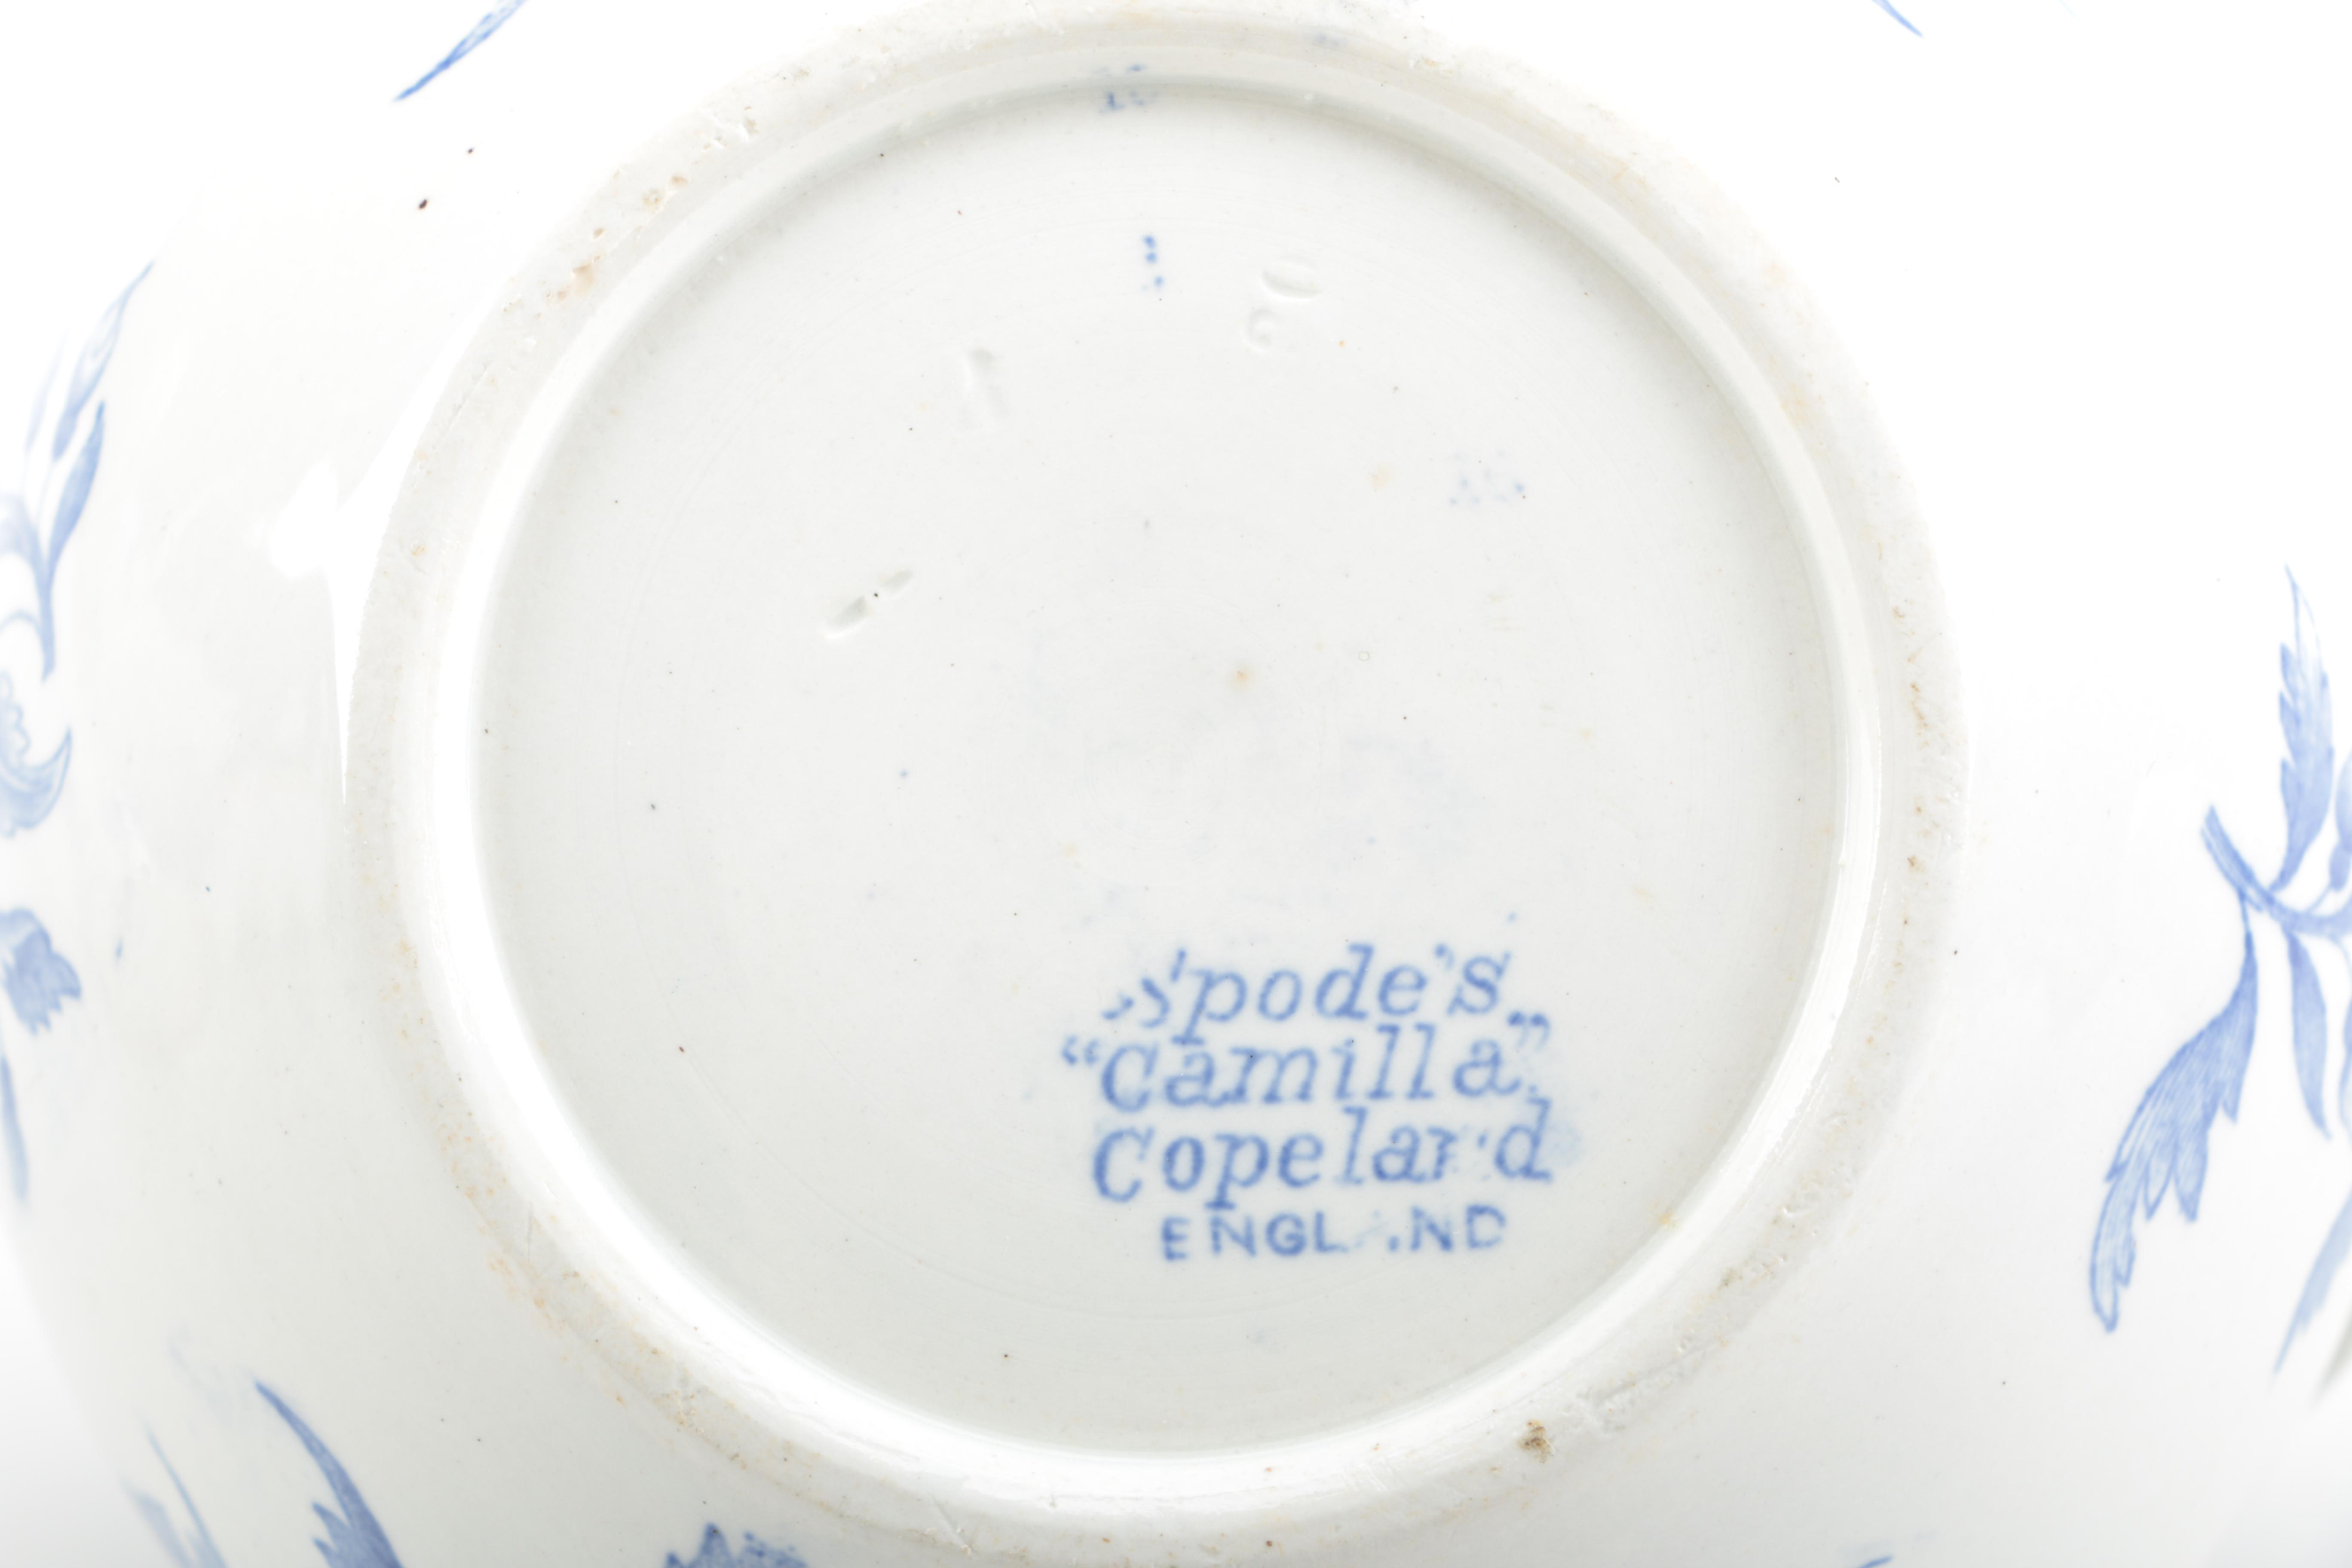 Spode's
“Camilla”
Copeland
ENGLAND